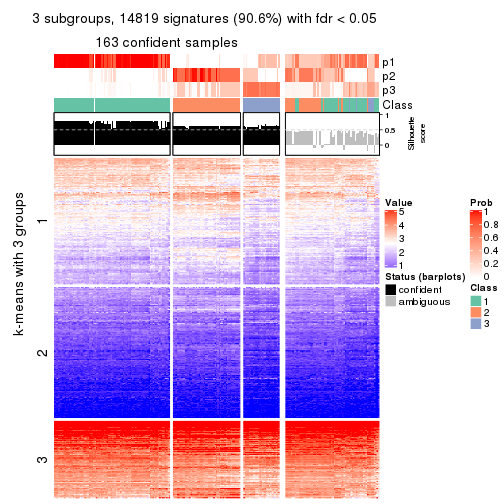 3 subgroups, 14819 signatures (90.6%) with fdr < 0.05
163 confident samples
p1
p2
p3
Class
1
0.5
0
Silhouette
score
k-means with 3 groups
1
2
3
Value
5
4
3
2
1
Status (barplots)
confident
ambiguous
Prob
1
0.8
0.6
0.4
0.2
0
Class
1
2
3